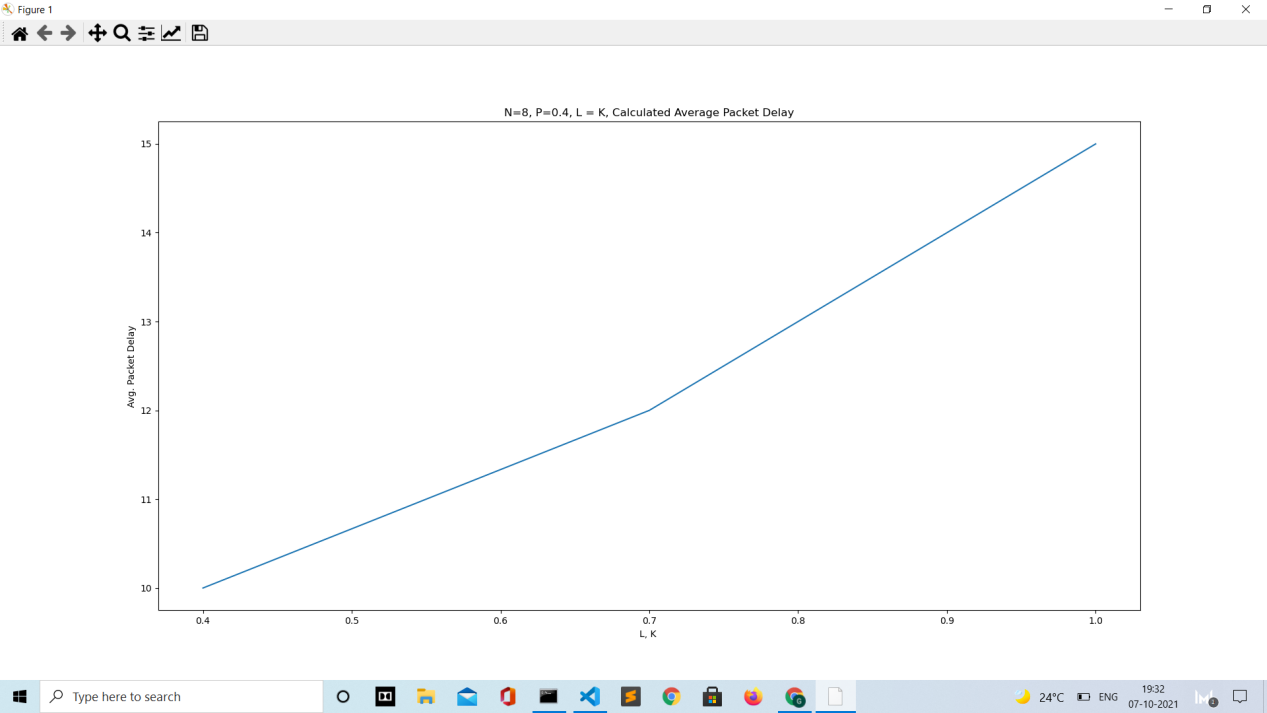 Figure 1
N=8, P=0.4, L = K, Calculated Average Packet Delay
15
14
13
12
11
10
Avg. Packet Delay
0.4 0.5 0.6 0.7 0.8 0.9 1.0
L, K
Type here to search
24°C
ENG
19:32
07-10-2021